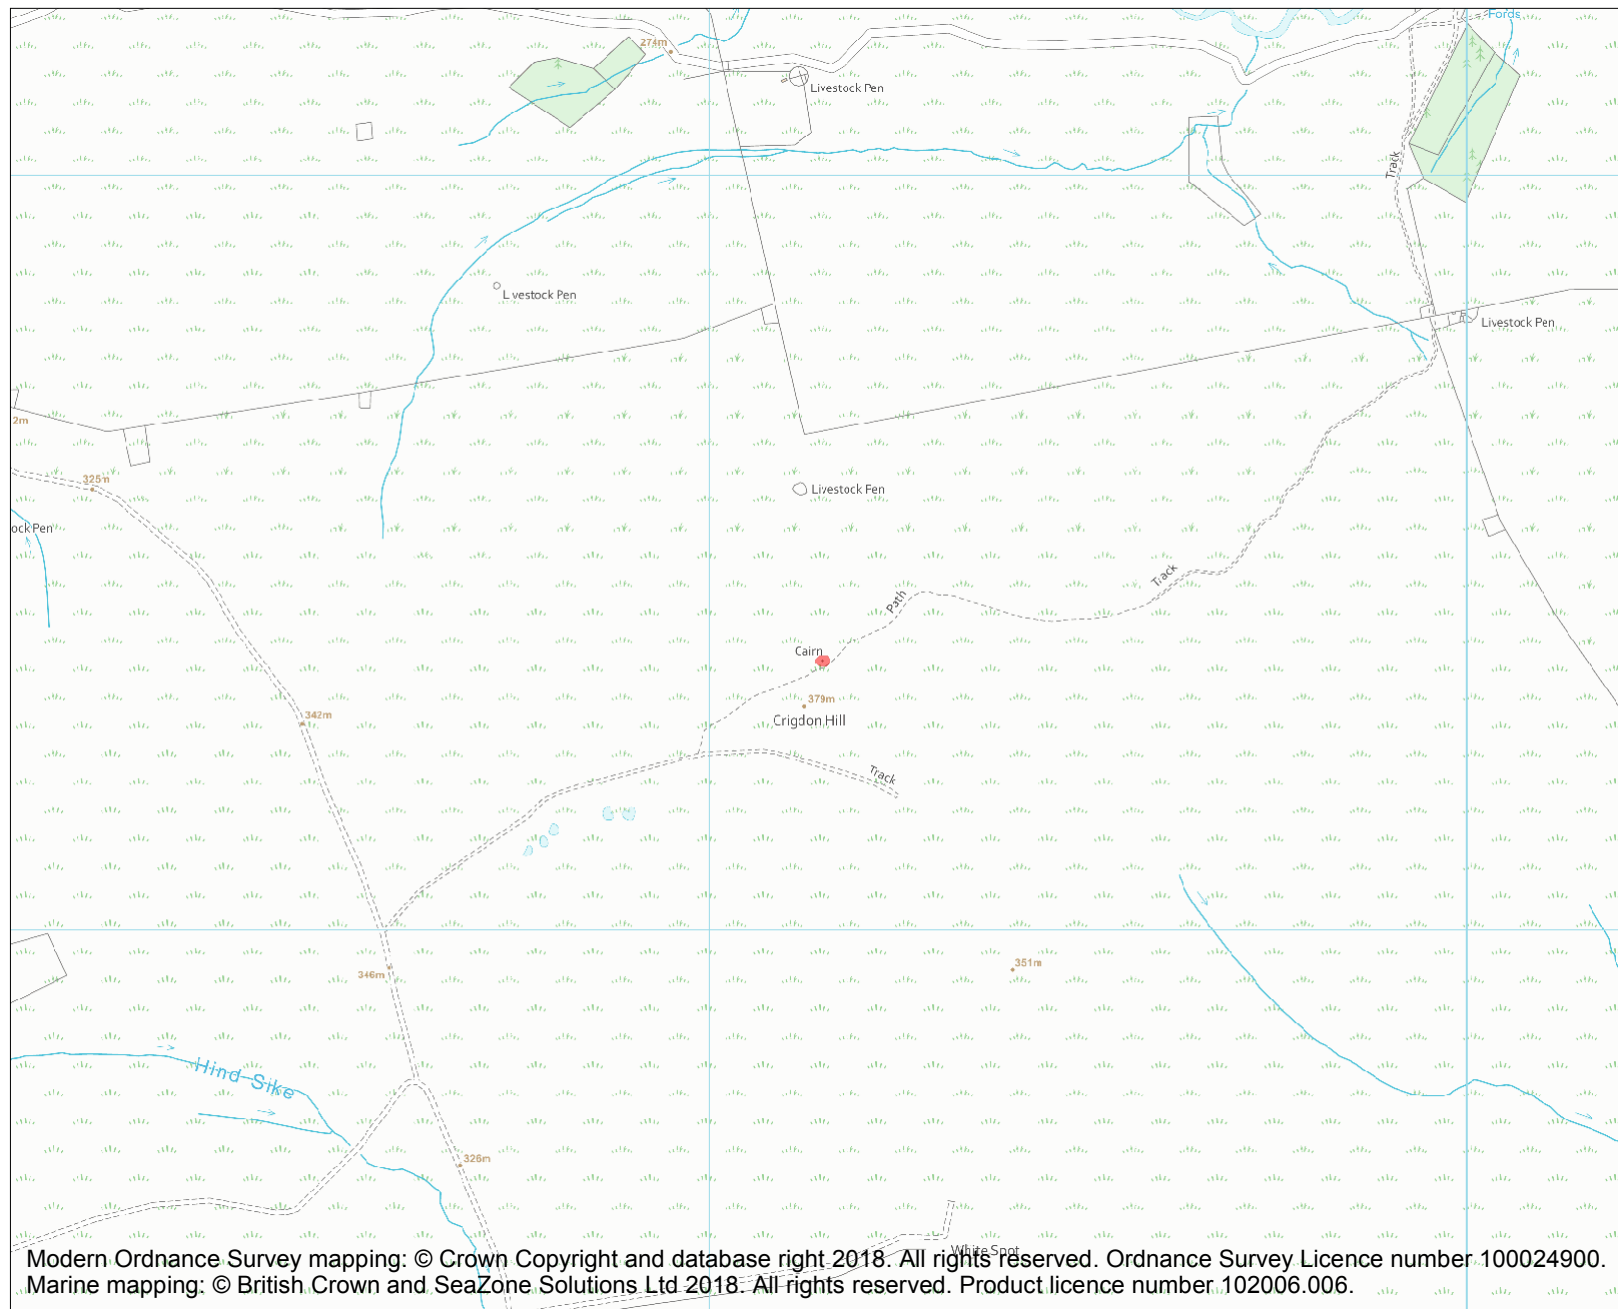 Fords
274m
Livestock Pen
Track
L vestock Pen
Livestock Pen
2m
325m
Livestock Fen
ock Pen
Track
Path
Cairn
379m
Crigdon Hill
342m
Track
351m
346m
Hind Sike
326m
White Spot
Modern Ordnance Survey mapping: © Crown Copyright and database right 2018. All rights reserved. Ordnance Survey Licence number 100024900.
Marine mapping: © British Crown and SeaZone Solutions Ltd 2018. All rights reserved. Product licence number 102006.006.